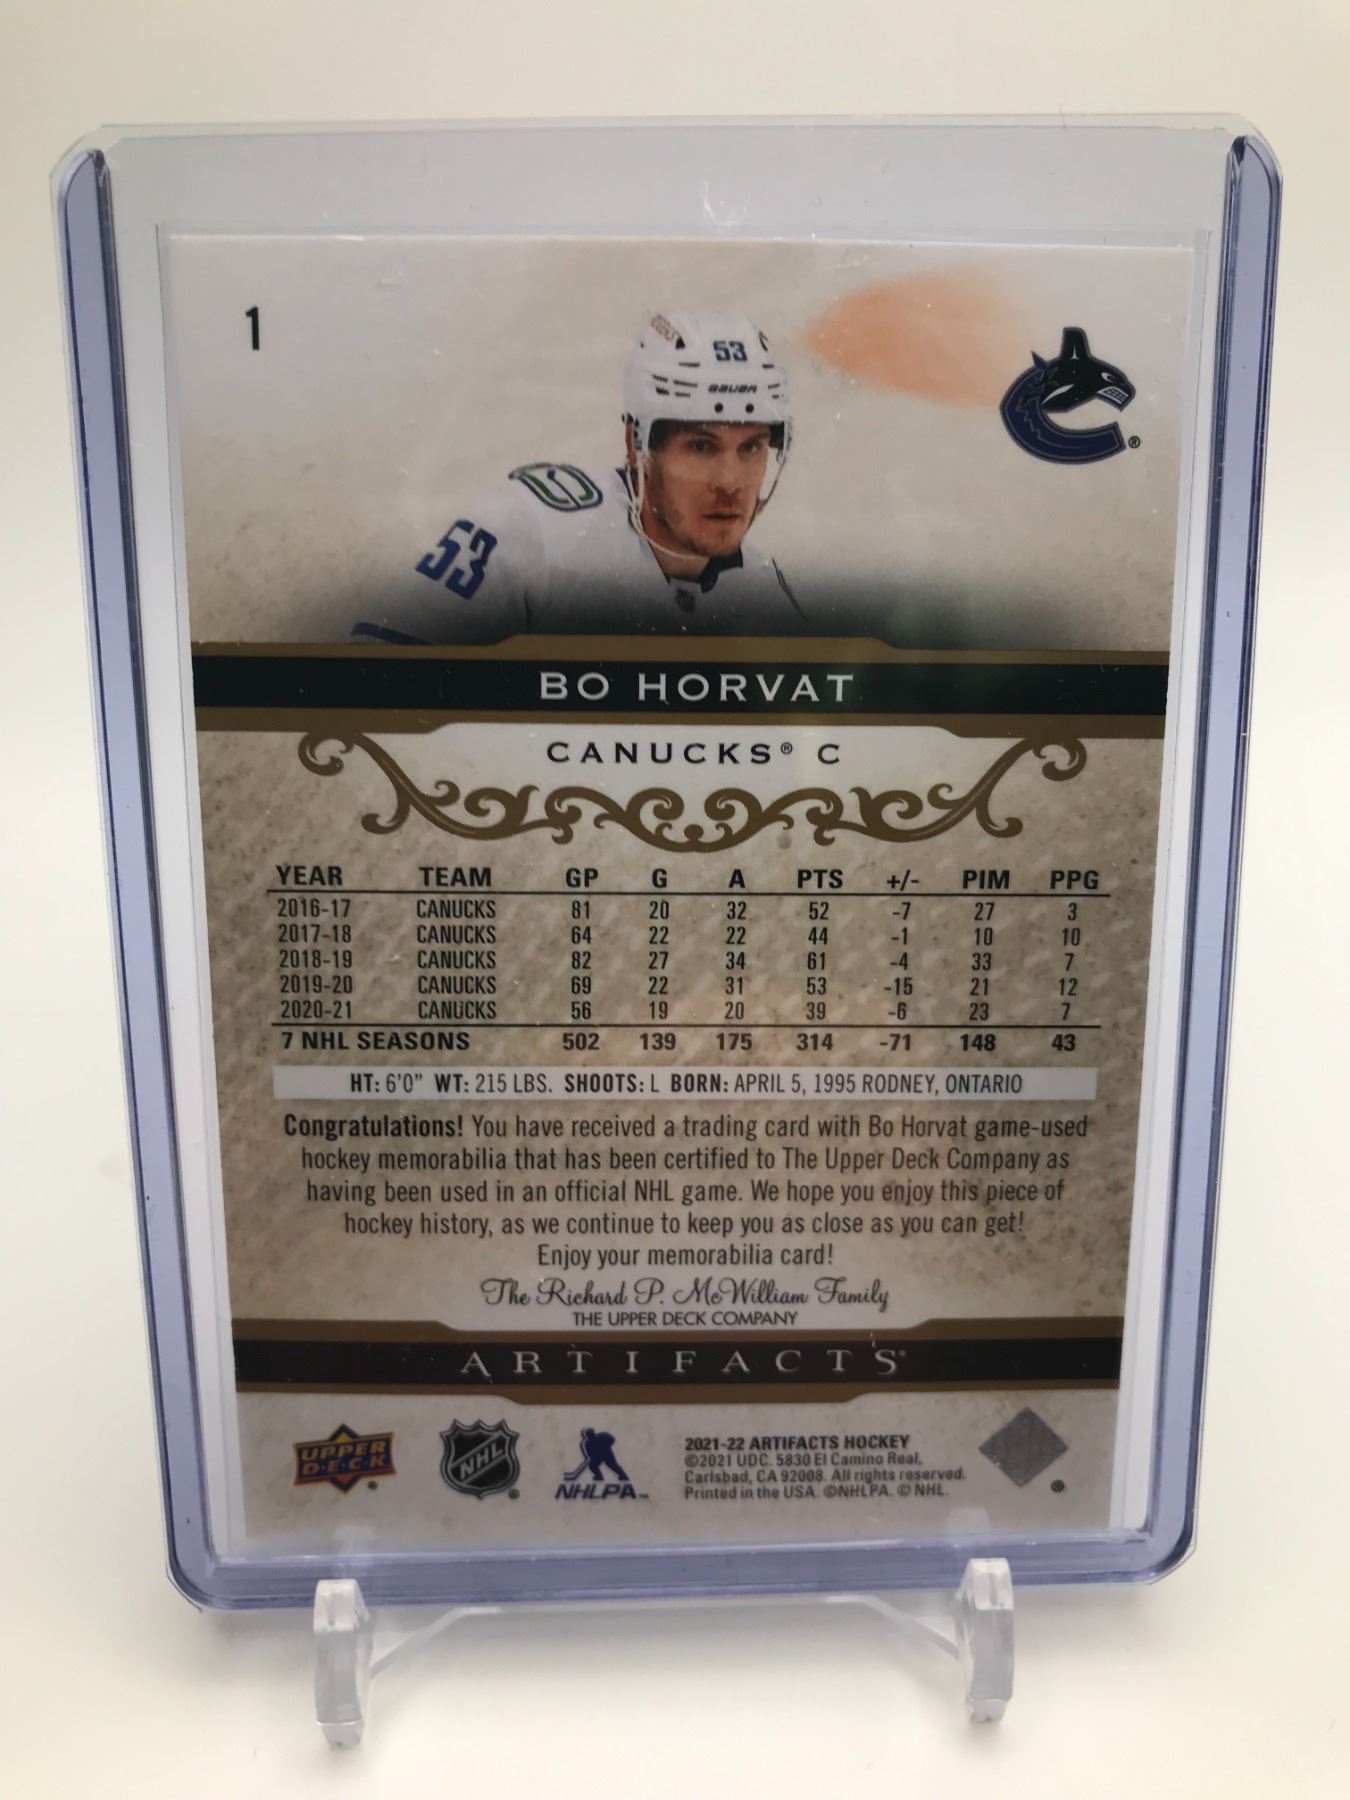 1
53
BAUER
53
®
BO HORVAT
CANUCKS® C
YEAR TEAM GP G A PTS +/- PIM PPG
2016-17 CANUCKS 81 20 32 52 -7 27 3
2017-18 CANUCKS 64 22 22 44 -1 10 10
2018-19 CANUCKS 82 27 34 61 -4 33 7
2019-20 CANUCKS 69 22 31 53 -15 21 12
2020-21 CANUCKS 56 19 20 39 -6 23 7
7 NHL SEASONS 502 139 175 314 -71 148 43
HT: 6'0" WT: 215 LBS. SHOOTS: L BORN: APRIL 5, 1995 RODNEY, ONTARIO
Congratulations! You have received a trading card with Bo Horvat game-used
hockey memorabilia that has been certified to The Upper Deck Company as
having been used in an official NHL game. We hope you enjoy this piece of
hockey history, as we continue to keep you as close as you can get!
Enjoy your memorabilia card!
The Richard P. McWilliam Family
THE UPPER DECK COMPANY
ARTIFACTS
UPPER
D·E·C·K
NHL
NHLPA
2021-22 ARTIFACTS HOCKEY
©2021 UDC. 5830 El Camino Real,
Carlsbad, CA 92008. All rights reserved.
Printed in the USA. ©NHLPA. © NHL.